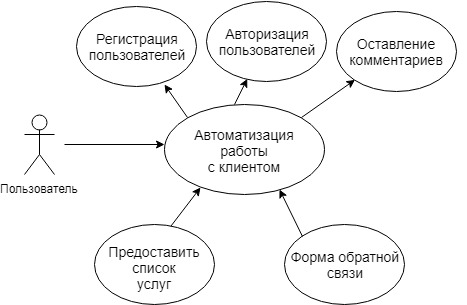 Регистрация
пользователей
Авторизация
пользователей
Оставление
комментариев
Автоматизация
работы
с клиентом
Пользователь
Предоставить
список
услуг
Форма обратной
связи